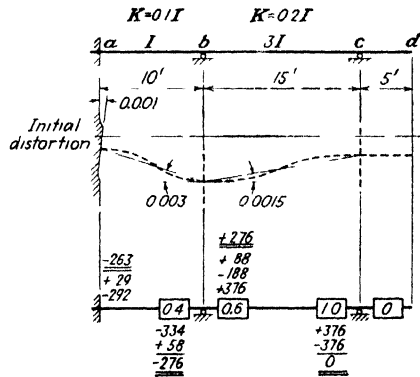 K=0.1I K=0.2I
a I b 3I c d
10' 15' 5'
0.001
Initial
distortion
0.003 0.0015
+276
-263 + 88
+ 29 -188
-292 +376
0.4 0.6 1.0 0
-334 +376
+ 58 -376
-276 0